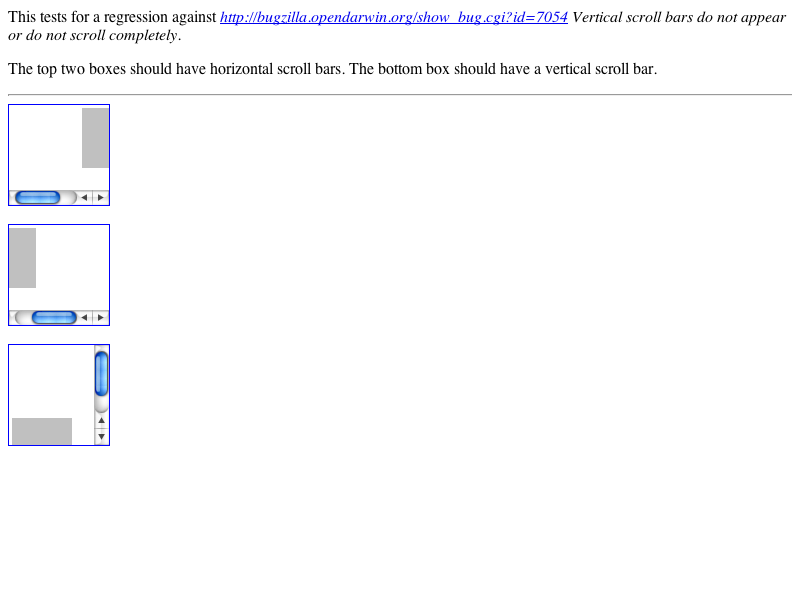 This tests for a regression against http://bugzilla.opendarwin.org/show_bug.cgi?id=7054 Vertical scroll bars do not appear
or do not scroll completely.
The top two boxes should have horizontal scroll bars. The bottom box should have a vertical scroll bar.